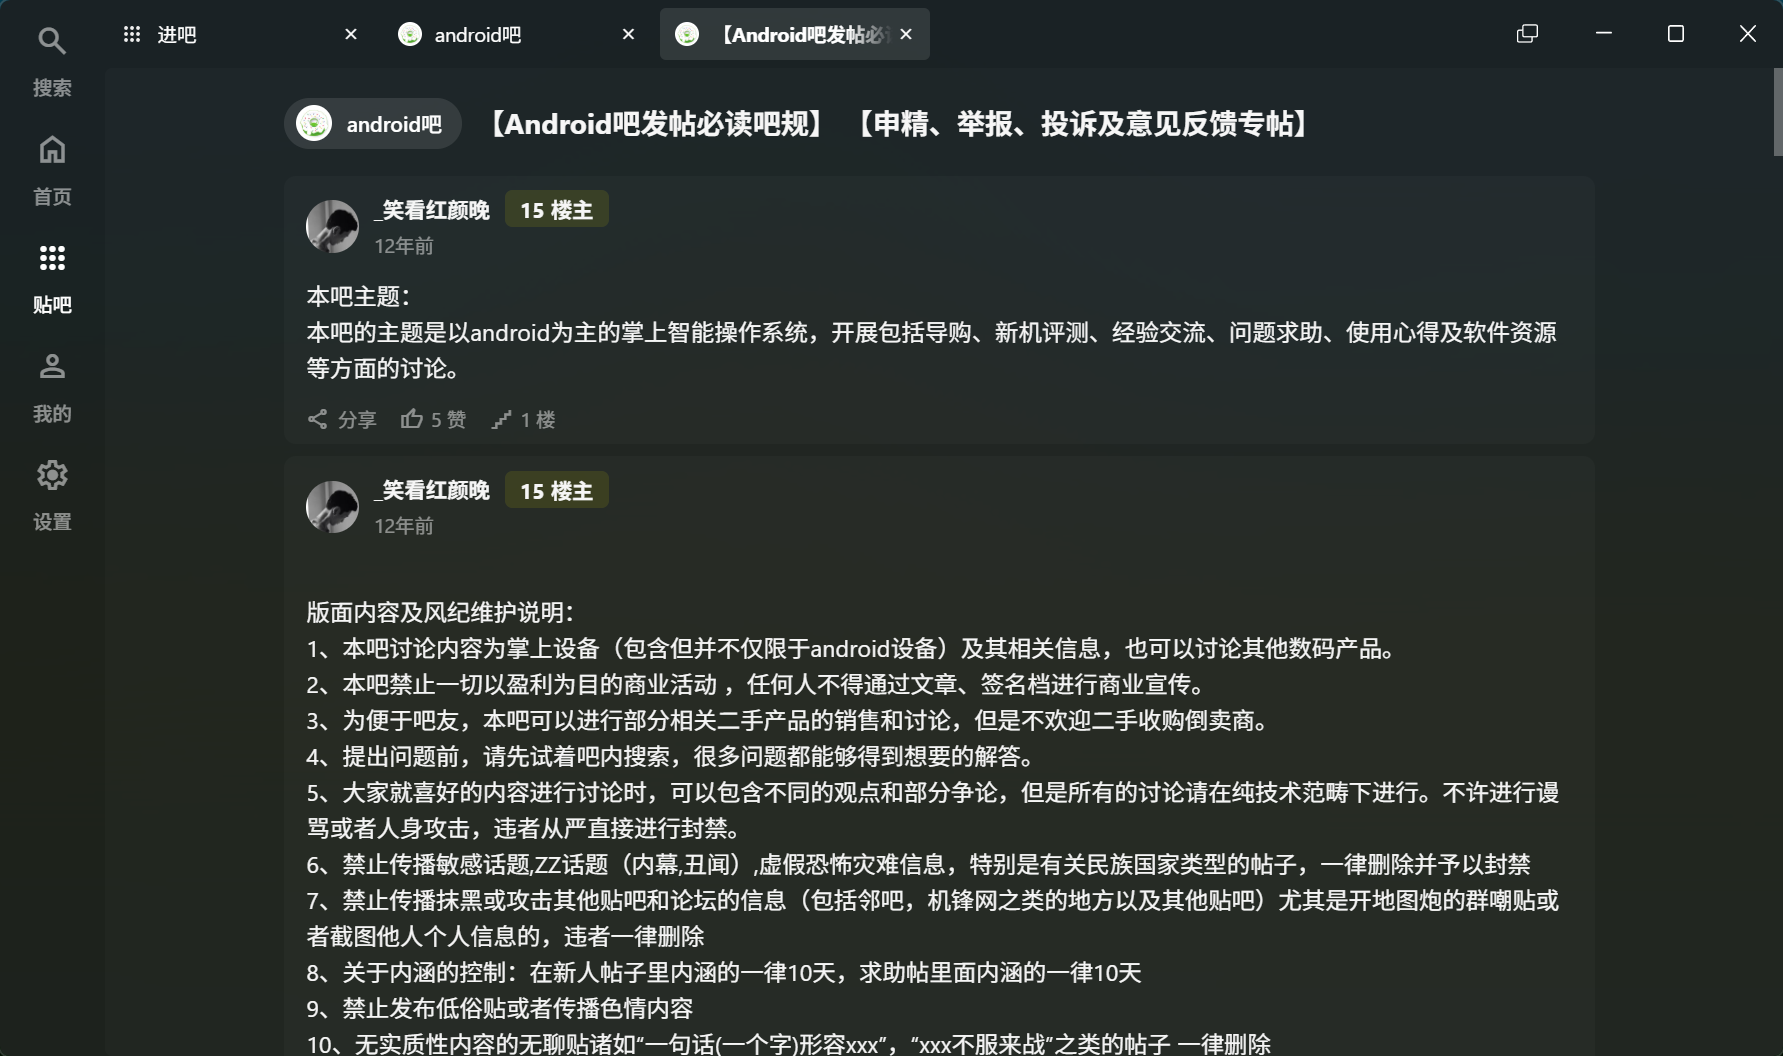 搜索
首页
贴吧
我的
设置
进吧
android吧
【Android吧发帖必
android吧
【Android吧发帖必读吧规】 【申精、举报、投诉及意见反馈专帖】
_笑看红颜晚 15 楼主
12年前
本吧主题：
本吧的主题是以android为主的掌上智能操作系统，开展包括导购、新机评测、经验交流、问题求助、使用心得及软件资源
等方面的讨论。
分享 5 赞 1 楼
_笑看红颜晚 15 楼主
12年前
版面内容及风纪维护说明：
1、本吧讨论内容为掌上设备（包含但并不仅限于android设备）及其相关信息，也可以讨论其他数码产品。
2、本吧禁止一切以盈利为目的商业活动 ，任何人不得通过文章、签名档进行商业宣传。
3、为便于吧友，本吧可以进行部分相关二手产品的销售和讨论，但是不欢迎二手收购倒卖商。
4、提出问题前，请先试着吧内搜索，很多问题都能够得到想要的解答。
5、大家就喜好的内容进行讨论时，可以包含不同的观点和部分争论，但是所有的讨论请在纯技术范畴下进行。不许进行谩
骂或者人身攻击，违者从严直接进行封禁。
6、禁止传播敏感话题,ZZ话题（内幕,丑闻）,虚假恐怖灾难信息，特别是有关民族国家类型的帖子，一律删除并予以封禁
7、禁止传播抹黑或攻击其他贴吧和论坛的信息（包括邻吧，机锋网之类的地方以及其他贴吧）尤其是开地图炮的群嘲贴或
者截图他人个人信息的，违者一律删除
8、关于内涵的控制：在新人帖子里内涵的一律10天，求助帖里面内涵的一律10天
9、禁止发布低俗贴或者传播色情内容
10、无实质性内容的无聊贴诸如“一句话(一个字)形容xxx”，“xxx不服来战”之类的帖子 一律删除